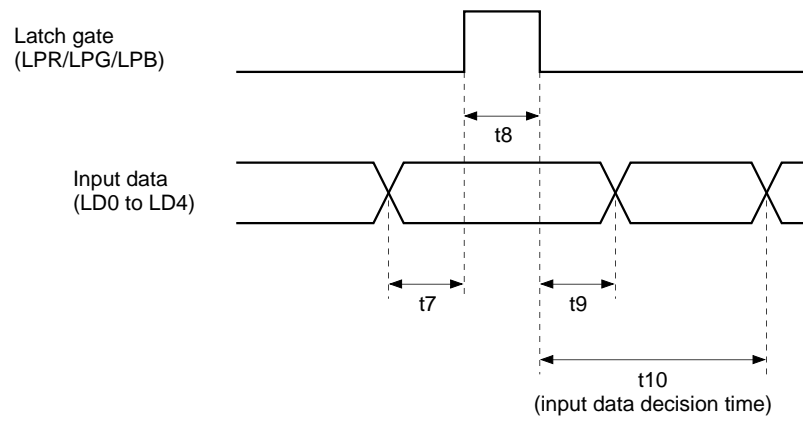 Latch gate
(LPR/LPG/LPB)
t8
Input data
(LD0 to LD4)
t7
t9
t10
(input data decision time)